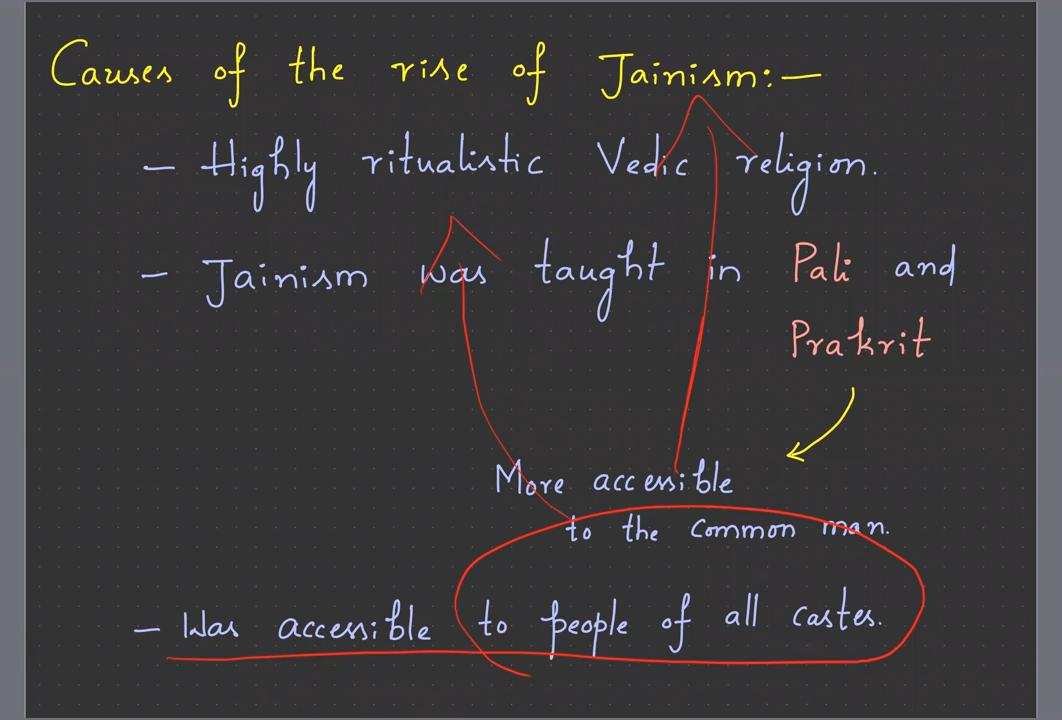 Causes of the rise of Jainism:—
– Highly ritualistic Vedic religion.
– Jainism was taught in Pali and
Prakrit
More accessible
to the common man.
– Was accessible to people of all castes.